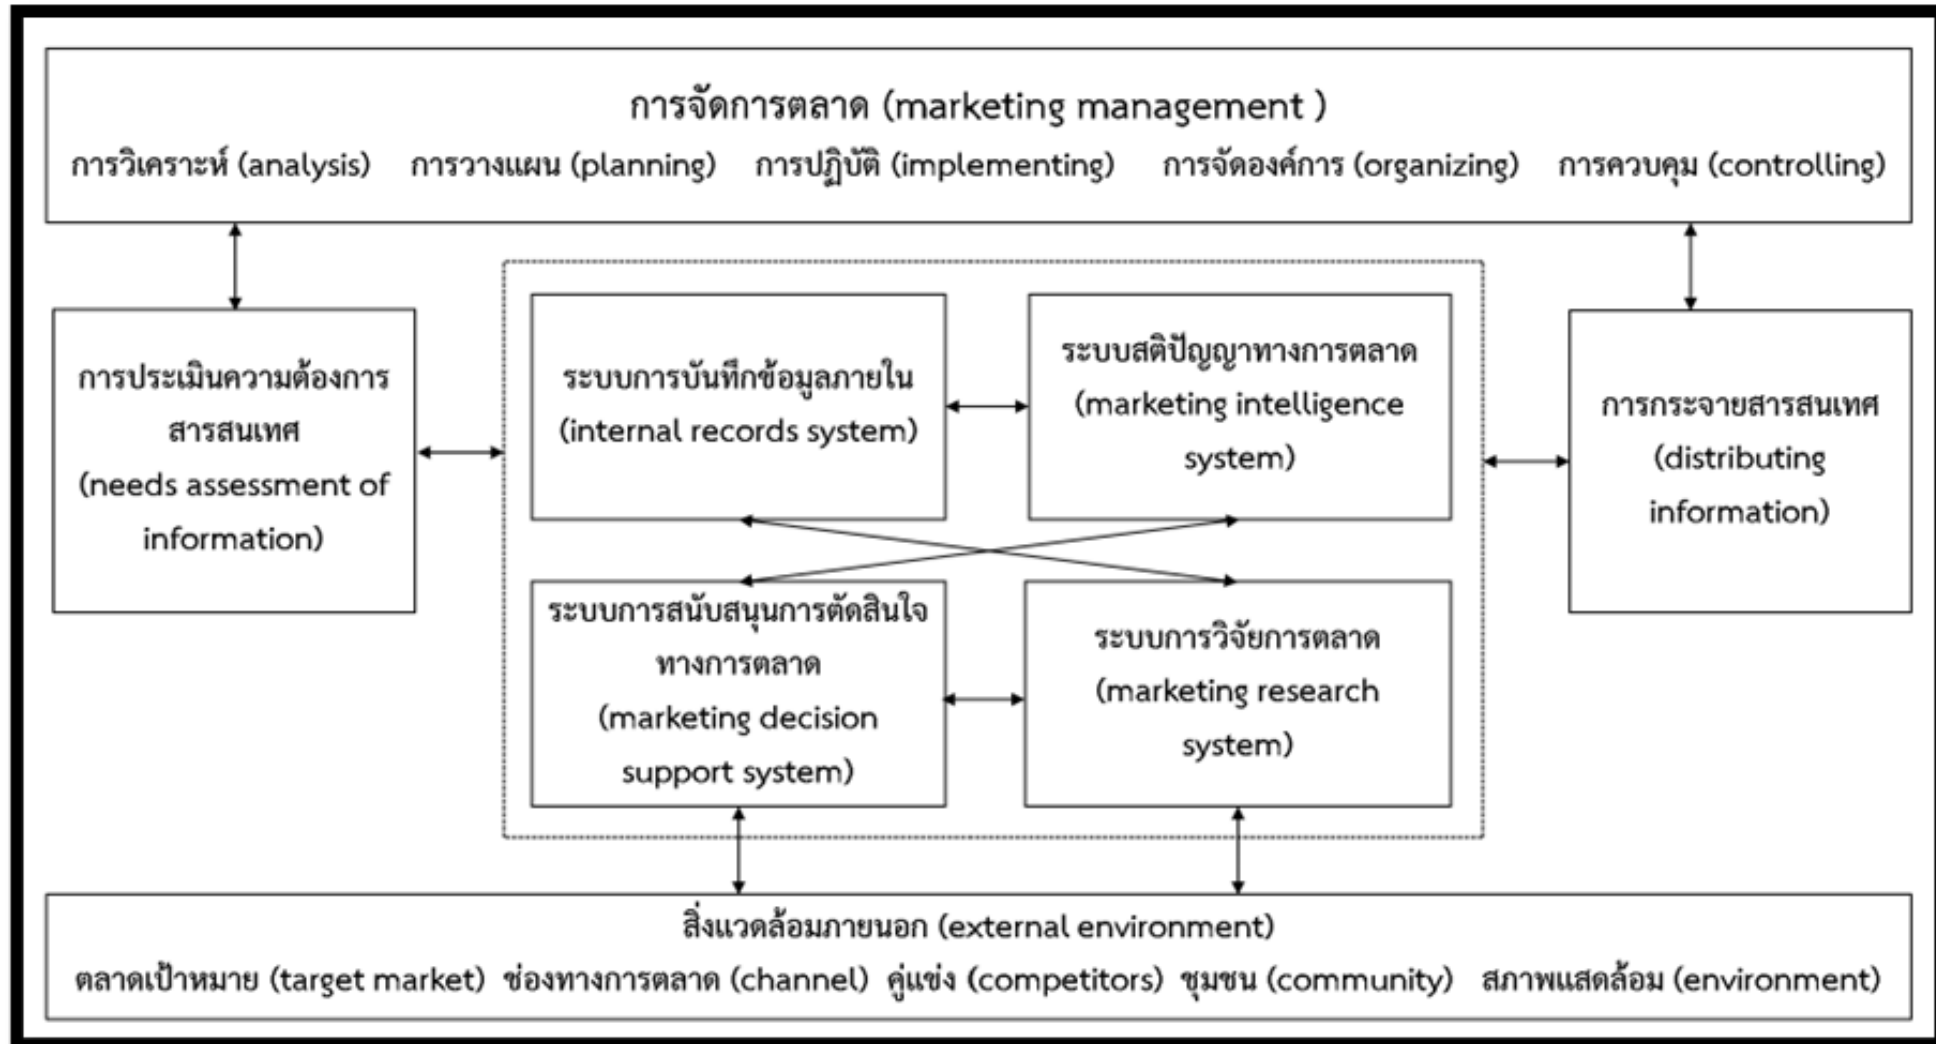 การจัดการตลาด (marketing management )
การวิเคราะห์ (analysis) การวางแผน (planning) การปฏิบัติ (implementing) การจัดองค์การ (organizing) การควบคุม (controlling)
การประเมินความต้องการ
สารสนเทศ
(needs assessment of
information)
ระบบการบันทึกข้อมูลภายใน
(internal records system)
ระบบสติปัญญาทางการตลาด
(marketing intelligence
system)
การกระจายสารสนเทศ
(distributing
information)
ระบบการสนับสนุนการตัดสินใจ
ทางการตลาด
(marketing decision
support system)
ระบบการวิจัยการตลาด
(marketing research
system)
สิ่งแวดล้อมภายนอก (external environment)
ตลาดเป้าหมาย (target market) ช่องทางการตลาด (channel) คู่แข่ง (competitors) ชุมชน (community) สภาพแสดล้อม (environment)